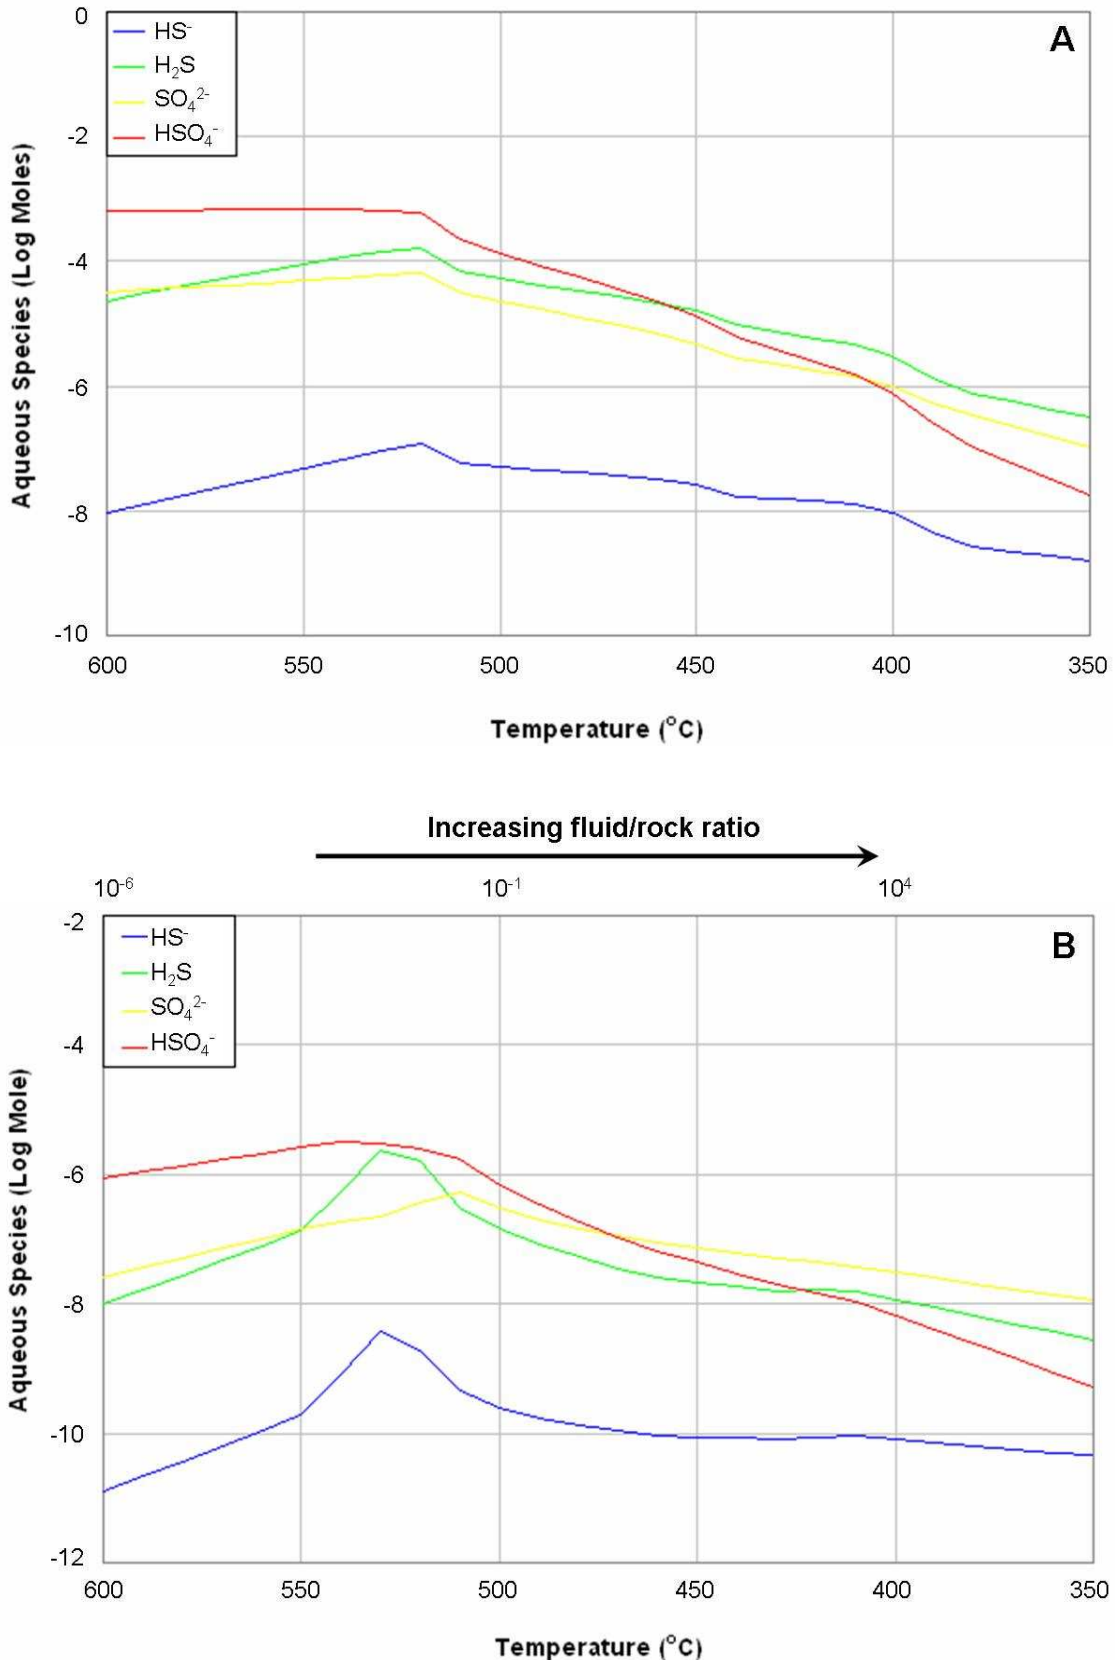 0
HS⁻
H₂S
SO₄²⁻
HSO₄⁻
A
-2
-4
-6
-8
-10
Aqueous Species (Log Moles)
600 550 500 450 400 350
Temperature (°C)
Increasing fluid/rock ratio
10⁻⁶ 10⁻¹ 10⁴
-2
HS⁻
H₂S
SO₄²⁻
HSO₄⁻
B
-4
-6
-8
-10
-12
Aqueous Species (Log Mole)
600 550 500 450 400 350
Temperature (°C)